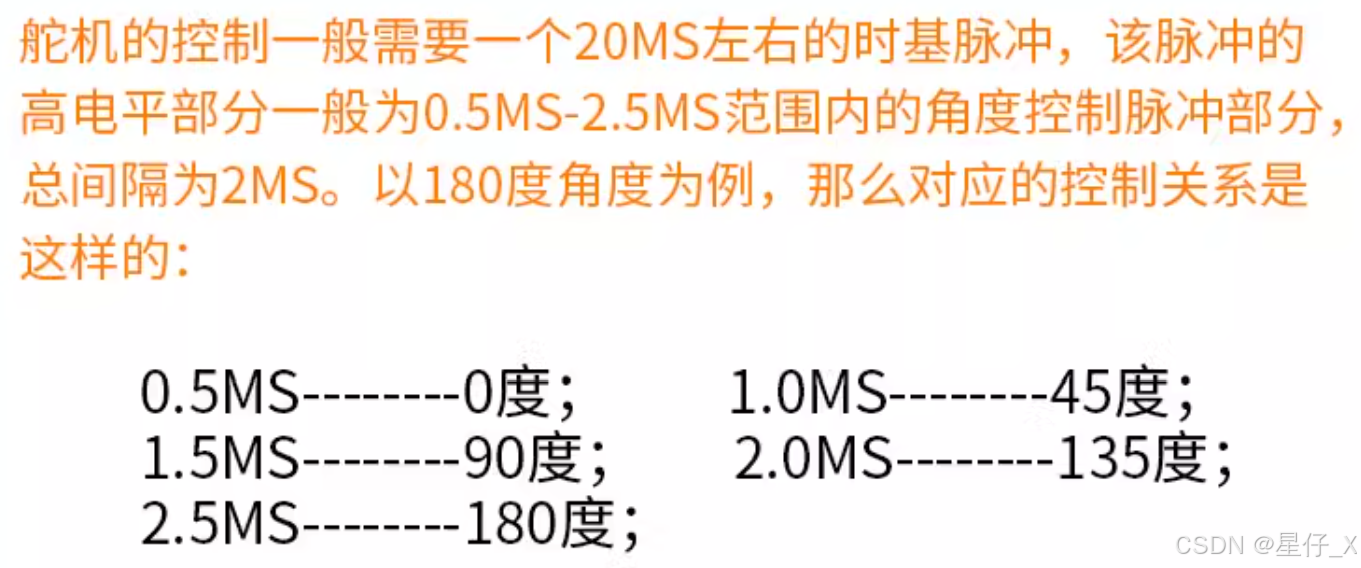 舵机的控制一般需要一个20MS左右的时基脉冲，该脉冲的
高电平部分一般为0.5MS-2.5MS范围内的角度控制脉冲部分，
总间隔为2MS。以180度角度为例，那么对应的控制关系是
这样的：
0.5MS--------0度； 1.0MS--------45度；
1.5MS--------90度； 2.0MS--------135度；
2.5MS--------180度；
CSDN @星仔_X